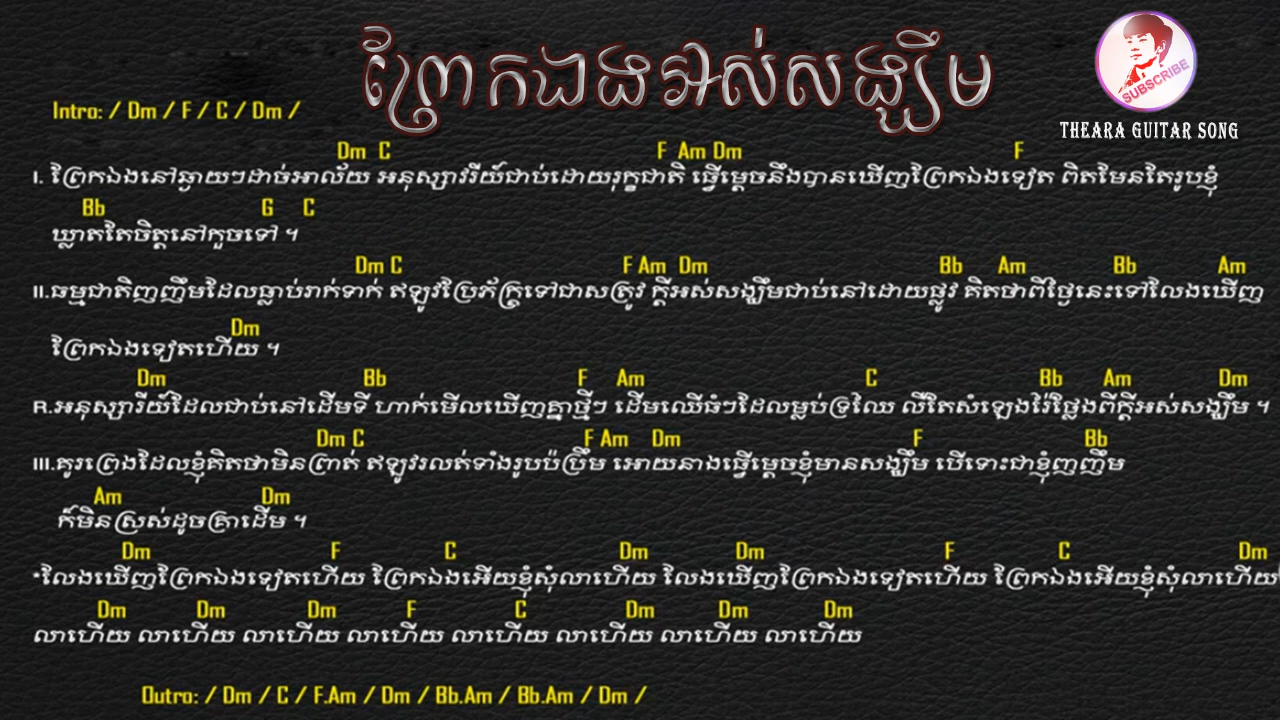 ព្រែកឯងអស់សង្ឃឹម
SUBSCRIBE
THEARA GUITAR SONG
Intro: / Dm / F / C / Dm /
Dm C F Am Dm F
I. ព្រែកឯងនៅឆ្ងាយៗដាច់អាល័យ អនុស្សាវរីយ៍ជាប់ដោយរុក្ខជាតិ ធ្វើម្ដេចនឹងបានឃើញព្រែកឯងទៀត ពិតមែនតែរូបខ្ញុំ
Bb G C
ឃ្លាតតែចិត្តនៅកួចទៅ ។
Dm C F Am Dm Bb Am Bb Am
II.ធម្មជាតិញញឹមដែលធ្លាប់រាក់ទាក់ ឥឡូវប្រែភ័ក្ត្រទៅជាសត្រូវ ក្ដីអស់សង្ឃឹមជាប់នៅដោយផ្លូវ គិតថាពីថ្ងៃនេះទៅលែងឃើញ
Dm
ព្រែកឯងទៀតហើយ ។
Dm Bb F Am C Bb Am Dm
R.អនុស្សារីយ៍ដែលជាប់នៅដើមទី ហាក់មើលឃើញគ្នាថ្មីៗ ដើមឈើធំៗដែលម្លប់ទ្រឈៃ លឺតែសំឡេងរ៉ៃថ្លែងពីក្ដីអស់សង្ឃឹម ។
Dm C F Am Dm F Bb
III.គូរព្រេងដែលខ្ញុំគិតថាមិនព្រាត់ ឥឡូវរលត់ទាំងរូបប៉ប្រឹម អោយនាងធ្វើម្ដេចខ្ញុំមានសង្ឃឹម បើទោះជាខ្ញុំញញឹម
Am Dm
ក៏មិនស្រស់ដូចគ្រាដើម ។
Dm F C Dm Dm F C Dm
*លែងឃើញព្រែកឯងទៀតហើយ ព្រែកឯងអើយខ្ញុំសុំលាហើយ លែងឃើញព្រែកឯងទៀតហើយ ព្រែកឯងអើយខ្ញុំសុំលាហើយ
Dm Dm Dm F C Dm Dm Dm
លាហើយ លាហើយ លាហើយ លាហើយ លាហើយ លាហើយ លាហើយ លាហើយ
Outro: / Dm / C / F.Am / Dm / Bb.Am / Bb.Am / Dm /